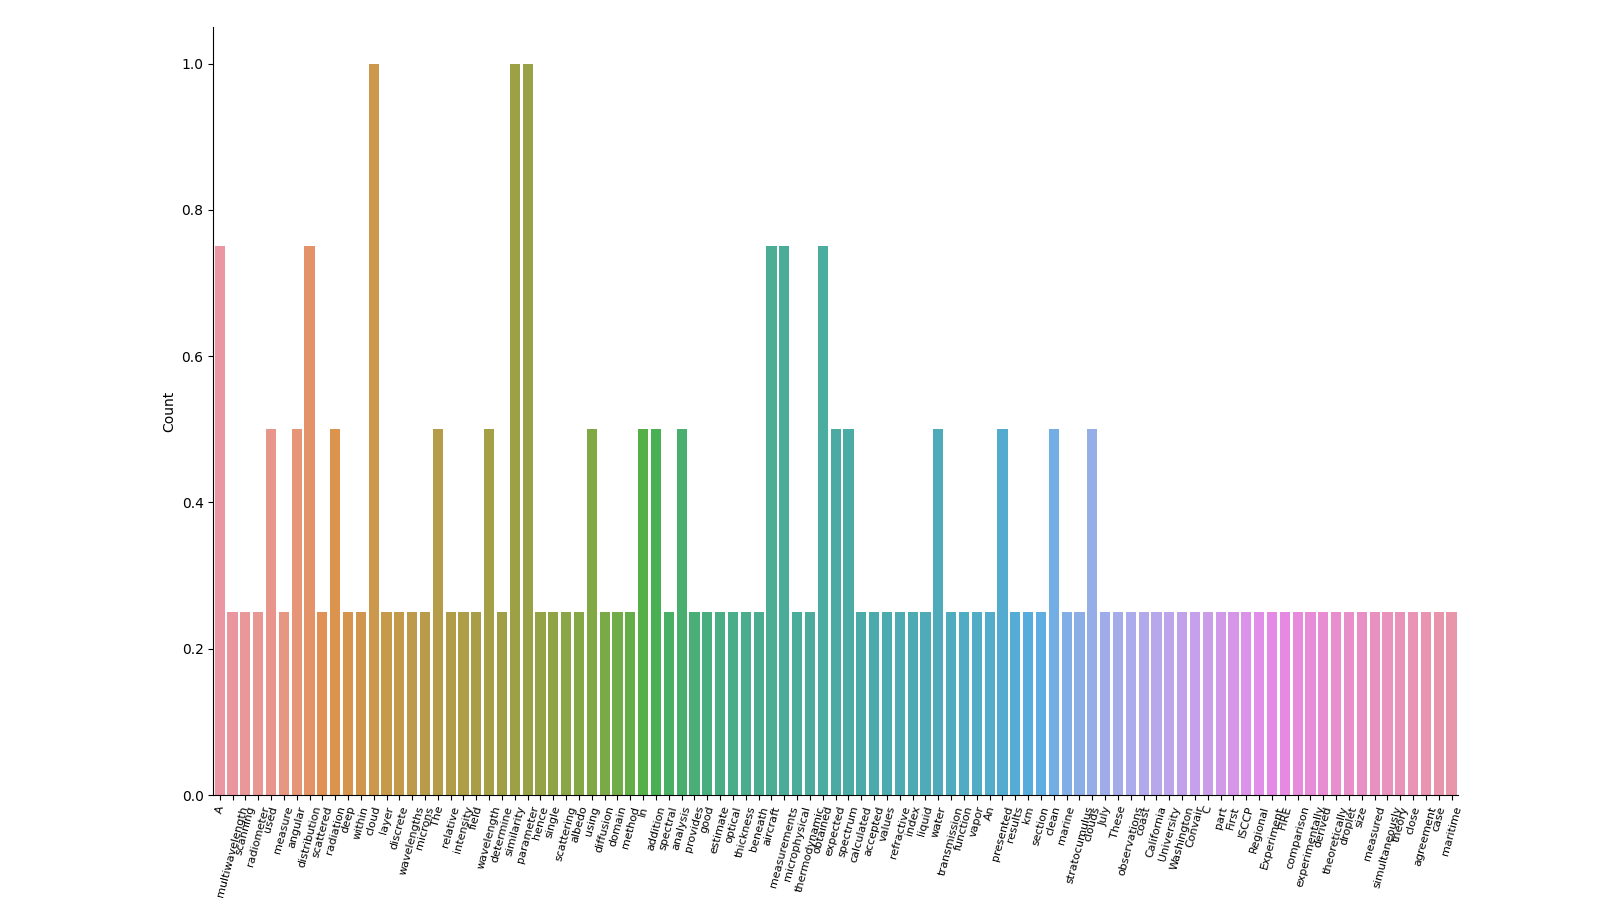 1.0
0.8
0.6
0.4
0.2
0.0
Count
A
multiwavelength
scanning
radiometer
used
measure
angular
distribution
scattered
radiation
deep
within
cloud
layer
discrete
wavelengths
microns
The
relative
intensity
field
wavelength
determine
similarity
parameter
hence
single
scattering
albedo
using
diffusion
domain
method
In
addition
spectral
analysis
provides
good
estimate
optical
thickness
beneath
aircraft
measurements
microphysical
thermodynamic
obtained
expected
spectrum
calculated
accepted
values
refractive
index
liquid
water
transmission
function
vapor
An
presented
results
km
section
clean
marine
stratocumulus
clouds
July
These
observations
coast
California
University
Washington
Convair
C
part
First
ISCCP
Regional
Experiment
FIRE
comparison
experimentally
derived
theoretically
droplet
size
measured
simultaneously
theory
close
agreement
case
maritime